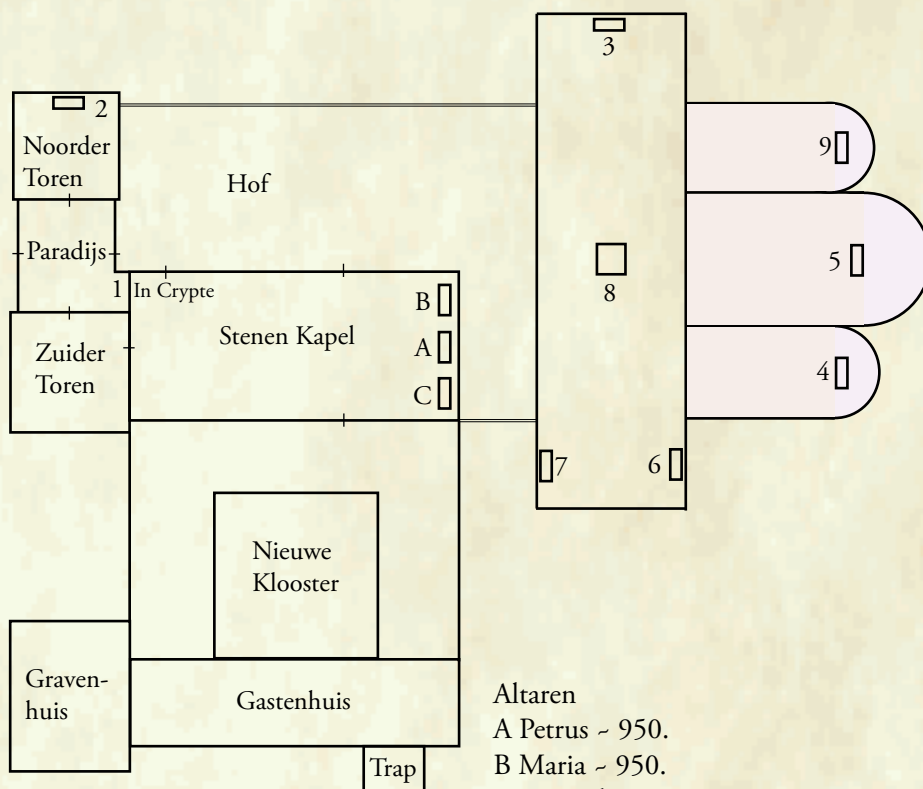 3
2
Noorder
Toren
9
Hof
Paradijs
5
8
1 In Crypte
B
Stenen Kapel
A
Zuider
Toren
C
4
7
6
Nieuwe
Klooster
Graven-
huis
Gastenhuis
Altaren
A Petrus ~ 950.
B Maria ~ 950.
Trap